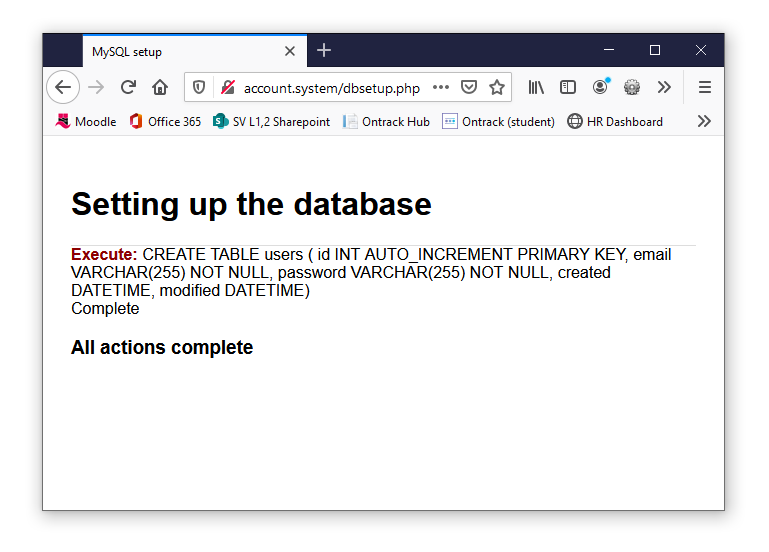 MySQL setup
account.system/dbsetup.php
Moodle Office 365 SV L1,2 Sharepoint Ontrack Hub Ontrack (student) HR Dashboard
Setting up the database
Execute: CREATE TABLE users ( id INT AUTO_INCREMENT PRIMARY KEY, email
VARCHAR(255) NOT NULL, password VARCHAR(255) NOT NULL, created
DATETIME, modified DATETIME)
Complete
All actions complete